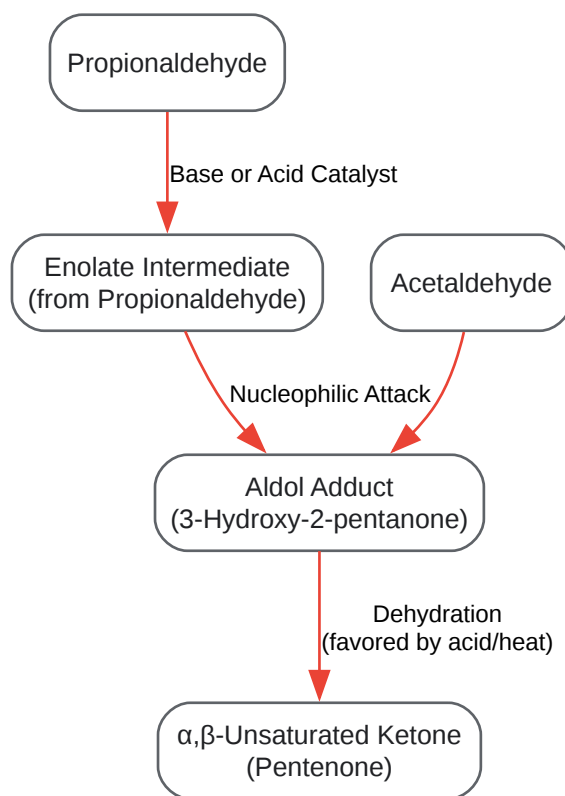 Propionaldehyde
Base or Acid Catalyst
Enolate Intermediate
(from Propionaldehyde)
Acetaldehyde
Nucleophilic Attack
Aldol Adduct
(3-Hydroxy-2-pentanone)
Dehydration
(favored by acid/heat)
α,β-Unsaturated Ketone
(Pentenone)